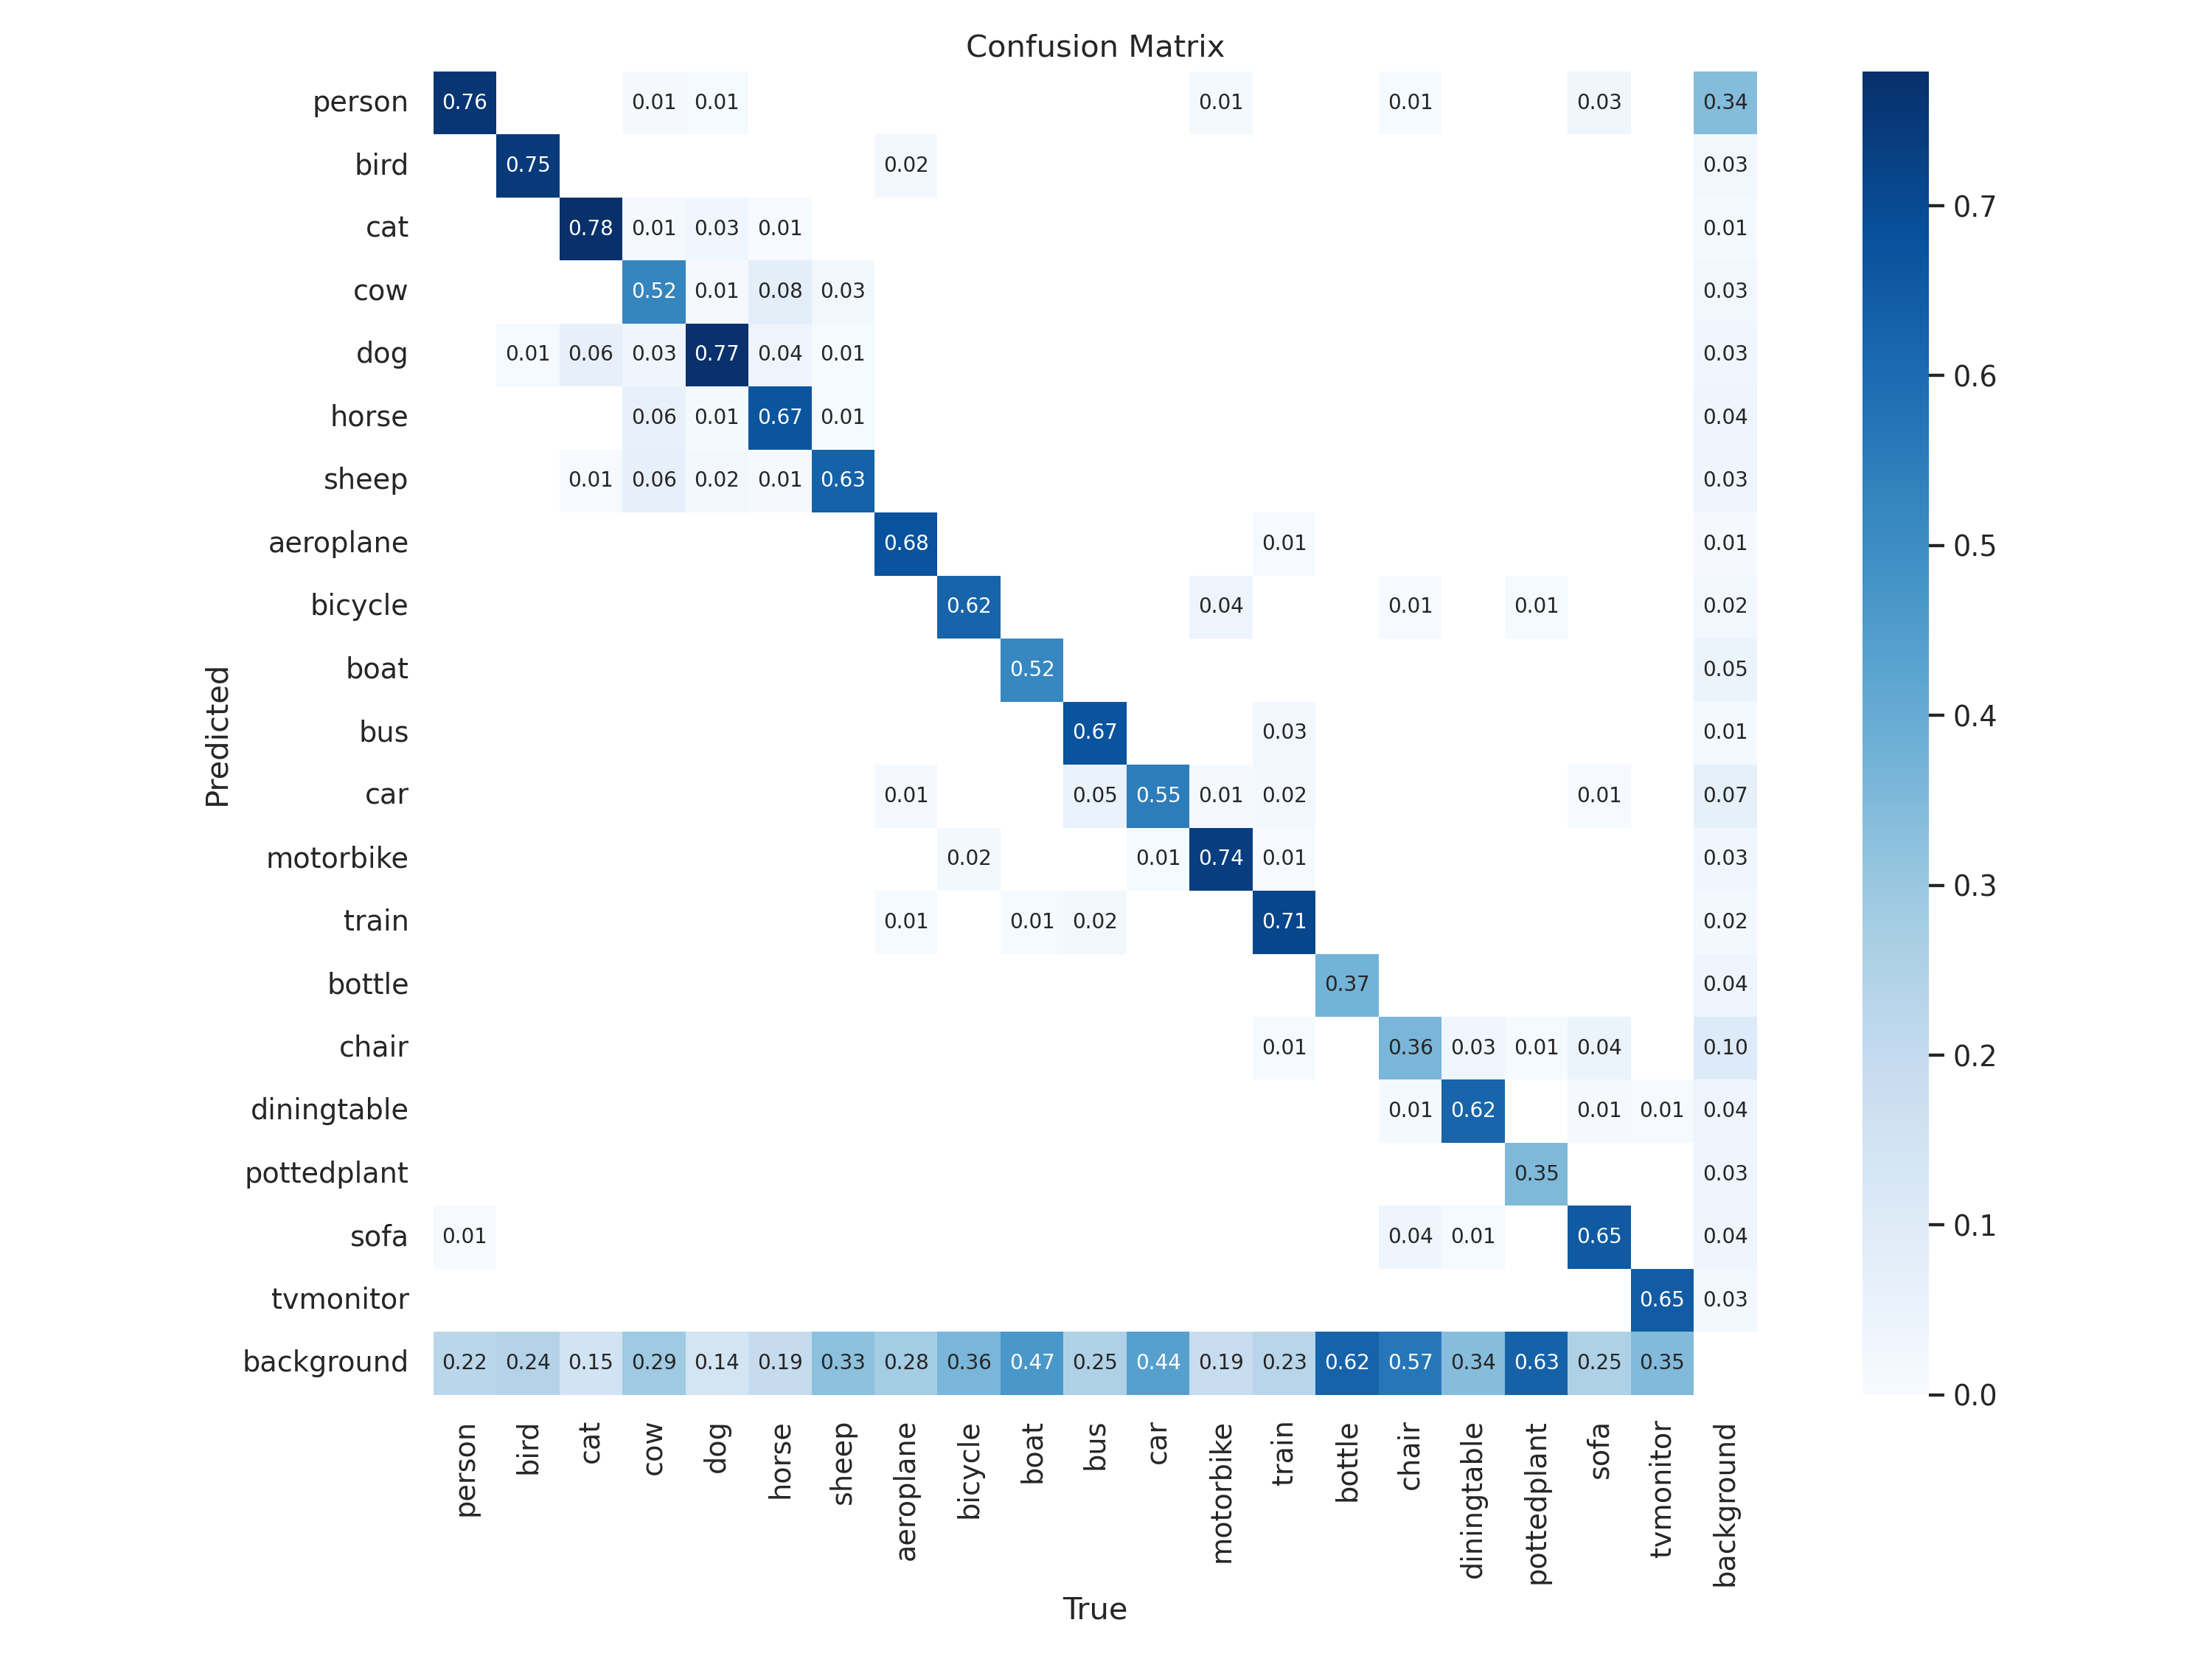 Confusion Matrix
person 0.76 0.01 0.01 0.01 0.01 0.03 0.34
bird 0.75 0.02 0.03
cat 0.78 0.01 0.03 0.01 0.01
cow 0.52 0.01 0.08 0.03 0.03
dog 0.01 0.06 0.03 0.77 0.04 0.01 0.03
horse 0.06 0.01 0.67 0.01 0.04
sheep 0.01 0.06 0.02 0.01 0.63 0.03
aeroplane 0.68 0.01 0.01
bicycle 0.62 0.04 0.01 0.01 0.02
boat 0.52 0.05
bus 0.67 0.03 0.01
car 0.01 0.05 0.55 0.01 0.02 0.01 0.07
motorbike 0.02 0.01 0.74 0.01 0.03
train 0.01 0.01 0.02 0.71 0.02
bottle 0.37 0.04
chair 0.01 0.36 0.03 0.01 0.04 0.10
diningtable 0.01 0.62 0.01 0.01 0.04
pottedplant 0.35 0.03
sofa 0.01 0.04 0.01 0.65 0.04
tvmonitor 0.65 0.03
background 0.22 0.24 0.15 0.29 0.14 0.19 0.33 0.28 0.36 0.47 0.25 0.44 0.19 0.23 0.62 0.57 0.34 0.63 0.25 0.35
Predicted
person bird cat cow dog horse sheep aeroplane bicycle boat bus car motorbike train bottle chair diningtable pottedplant sofa tvmonitor background
True
0.7
0.6
0.5
0.4
0.3
0.2
0.1
0.0